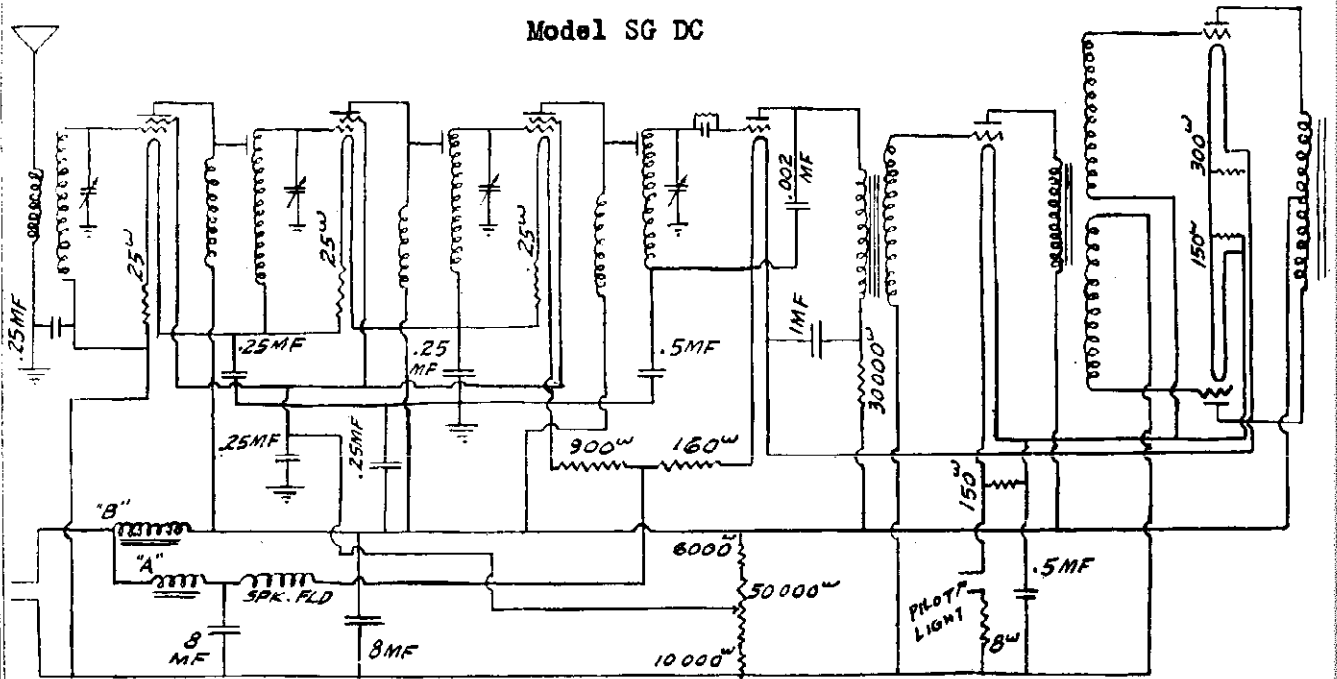 Model SG DC
300ω
.002
MF
25ω
25ω
25ω
150ω
.25MF
1MF
.25MF
.25
MF
.5MF
30000ω
.25MF
.25MF
900ω
160ω
150ω
"B"
6000ω
"A"
50000ω
.5MF
SPK. FLD
PILOT
LIGHT
8
MF
8MF
8ω
10000ω